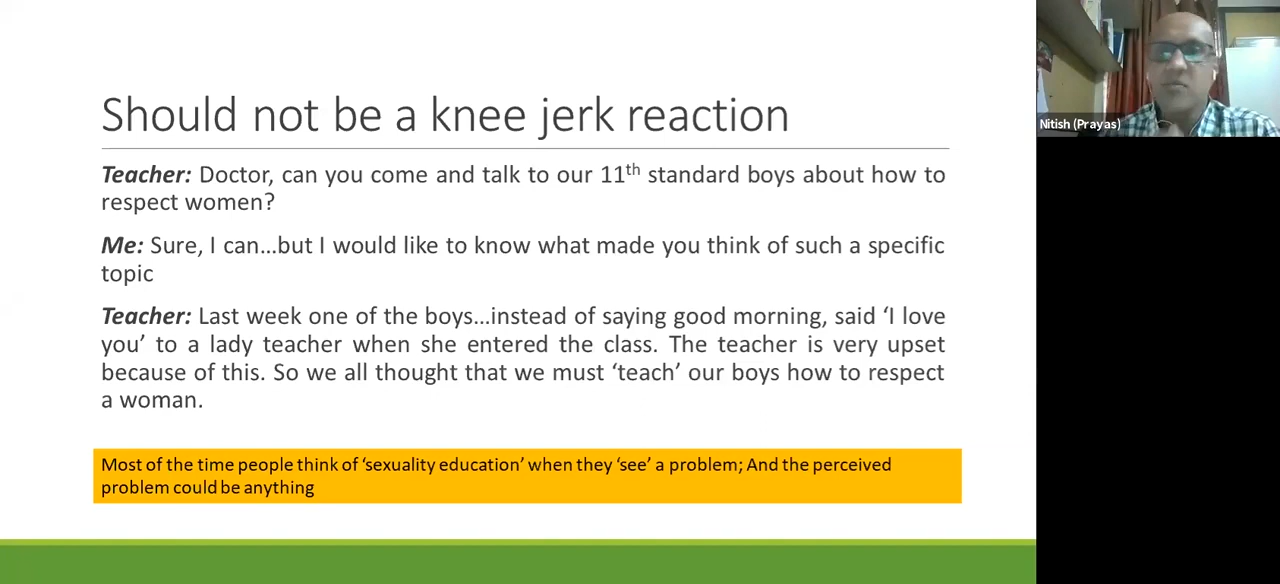 Should not be a knee jerk reaction
Teacher: Doctor, can you come and talk to our 11th standard boys about how to
respect women?
Me: Sure, I can...but I would like to know what made you think of such a specific
topic
Teacher: Last week one of the boys...instead of saying good morning, said ‘I love
you’ to a lady teacher when she entered the class. The teacher is very upset
because of this. So we all thought that we must ‘teach’ our boys how to respect
a woman.
Most of the time people think of ‘sexuality education’ when they ‘see’ a problem; And the perceived
problem could be anything
Nitish (Prayas)